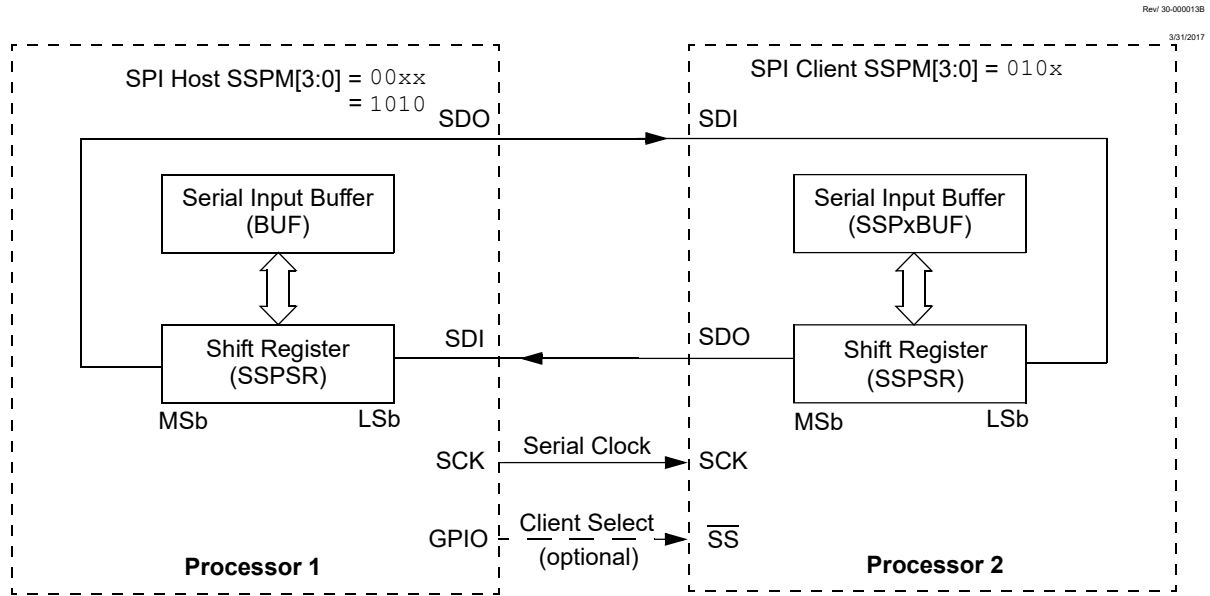 Rev/ 30-000013B
3/31/2017
SPI Host SSPM[3:0] = 00xx
= 1010
SPI Client SSPM[3:0] = 010x
SDO
SDI
Serial Input Buffer
(BUF)
Serial Input Buffer
(SSPxBUF)
SDI
SDO
Shift Register
(SSPSR)
Shift Register
(SSPSR)
MSb
LSb
MSb
LSb
SCK
Serial Clock
SCK
GPIO
Client Select
(optional)
SS
Processor 1
Processor 2